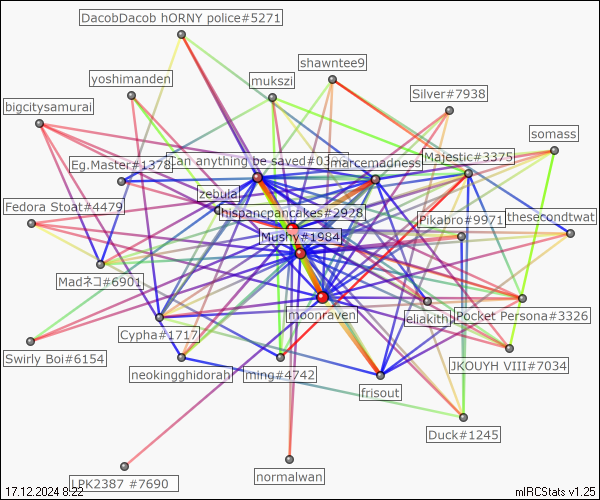 DacobDacob hORNY police#5271
shawntee9
yoshimanden
mukszi
Silver#7938
bigcitysamurai
somass
Eg.Master#1378
Can anything be saved#03
marcemadness
Majestic#3375
zebula
Fedora Stoat#4479
hispancpancakes#2928
Pikabro#9971
thesecondtwat
Mushy#1984
Madネコ#6901
moonraven
eliakith
Pocket Persona#3326
Cypha#1717
Swirly Boi#6154
neokingghidorah
ming#4742
JKOUYH VIII#7034
frisout
Duck#1245
LPK2387 #7690
normalwan
17.12.2024 8:22
mIRCStats v1.25